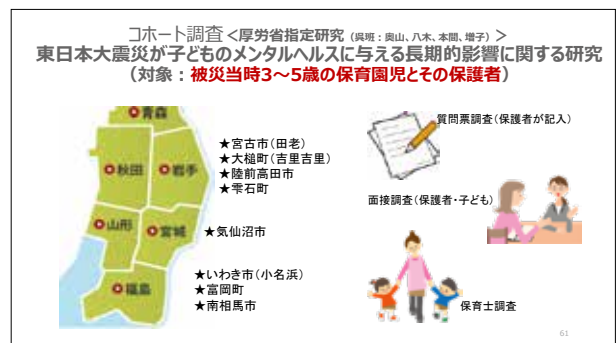 コホート調査<厚労省指定研究（呉班：奥山、八木、本間、増子）>
東日本大震災が子どものメンタルヘルスに与える長期的影響に関する研究
（対象：被災当時3～5歳の保育園児とその保護者）
青森
秋田
岩手
山形
宮城
福島
★宮古市（田老）
★大槌町（吉里吉里）
★陸前高田市
★雫石町
★気仙沼市
★いわき市（小名浜）
★富岡町
★南相馬市
質問票調査（保護者が記入）
面接調査（保護者・子ども）
保育士調査
61